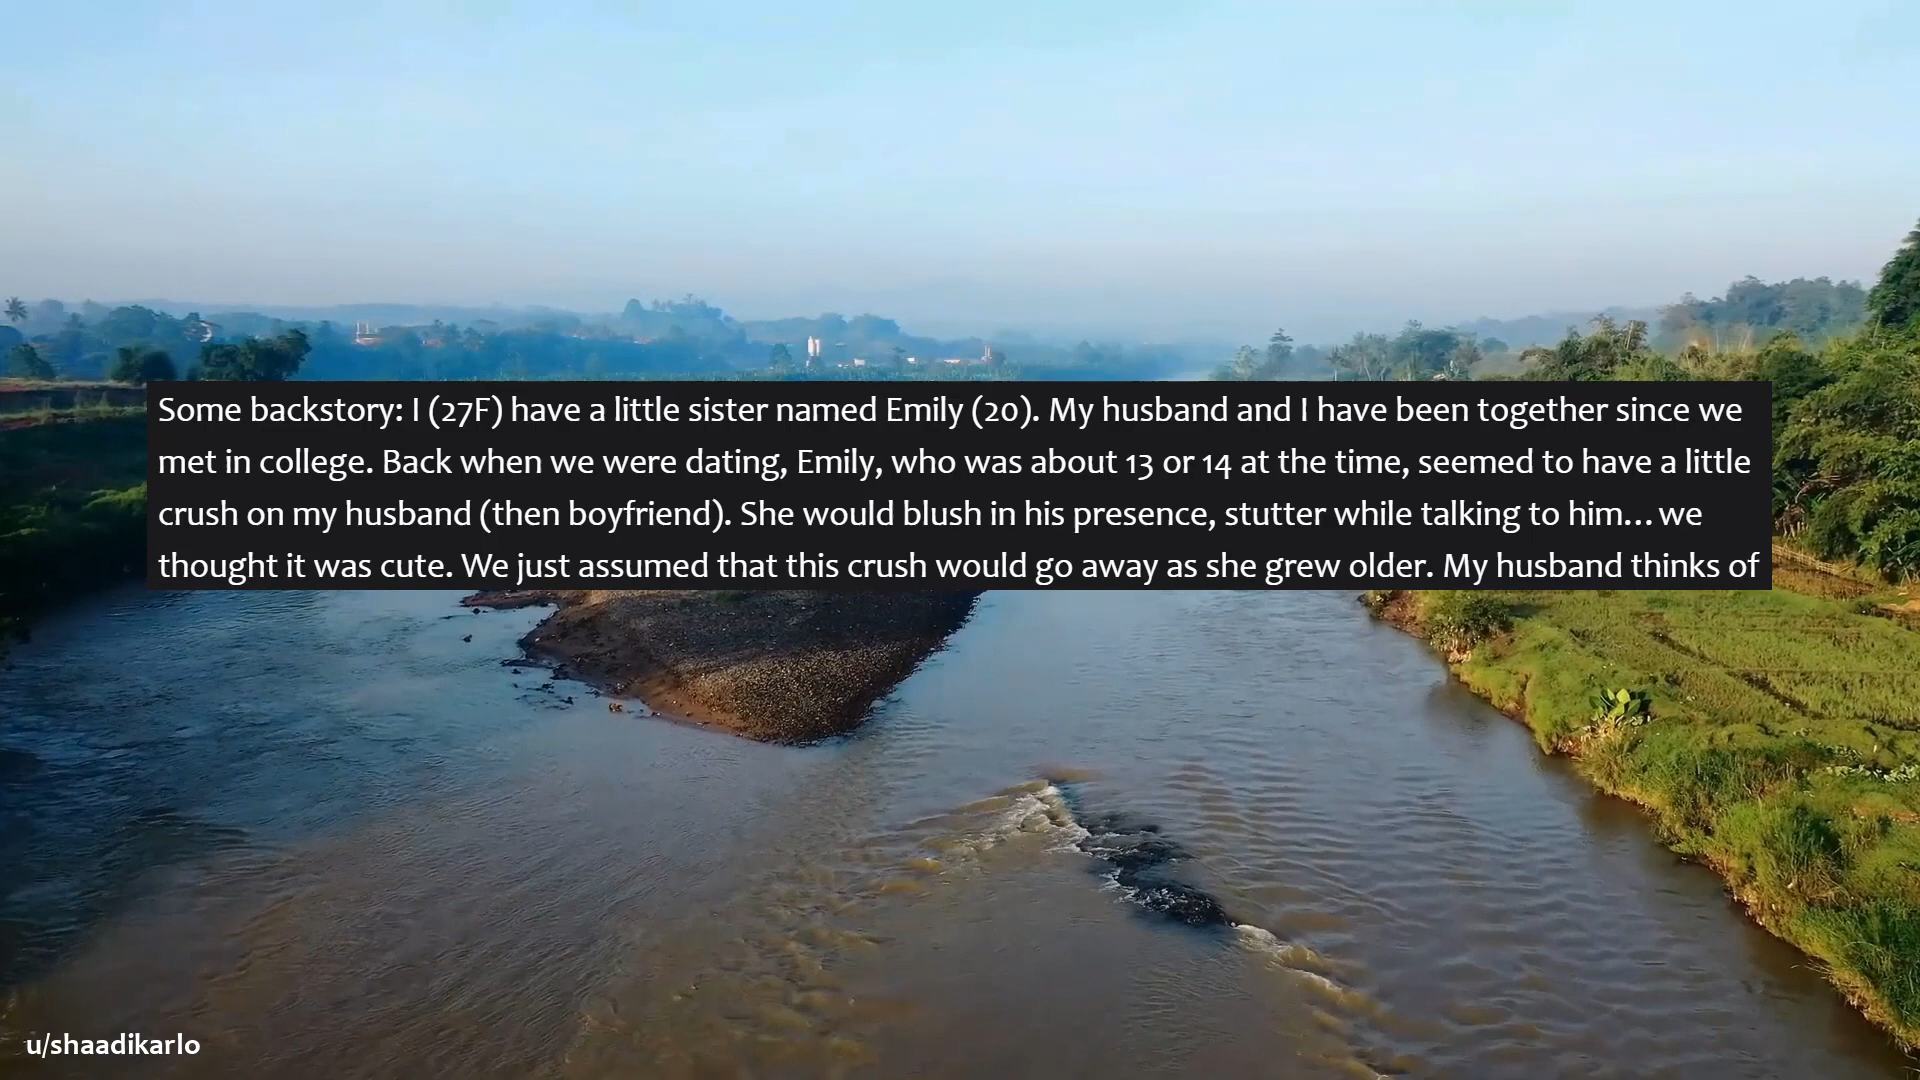 Some backstory: I (27F) have a little sister named Emily (20). My husband and I have been together since we
met in college. Back when we were dating, Emily, who was about 13 or 14 at the time, seemed to have a little
crush on my husband (then boyfriend). She would blush in his presence, stutter while talking to him… we
thought it was cute. We just assumed that this crush would go away as she grew older. My husband thinks of
u/shaadikarlo